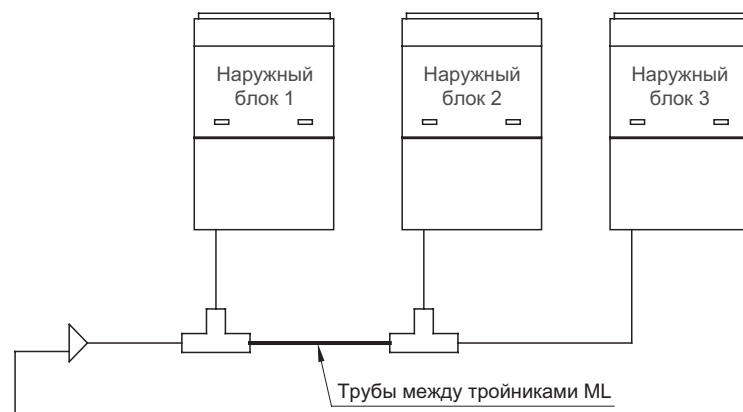 Наружный
блок 1
Наружный
блок 2
Наружный
блок 3
Трубы между тройниками ML